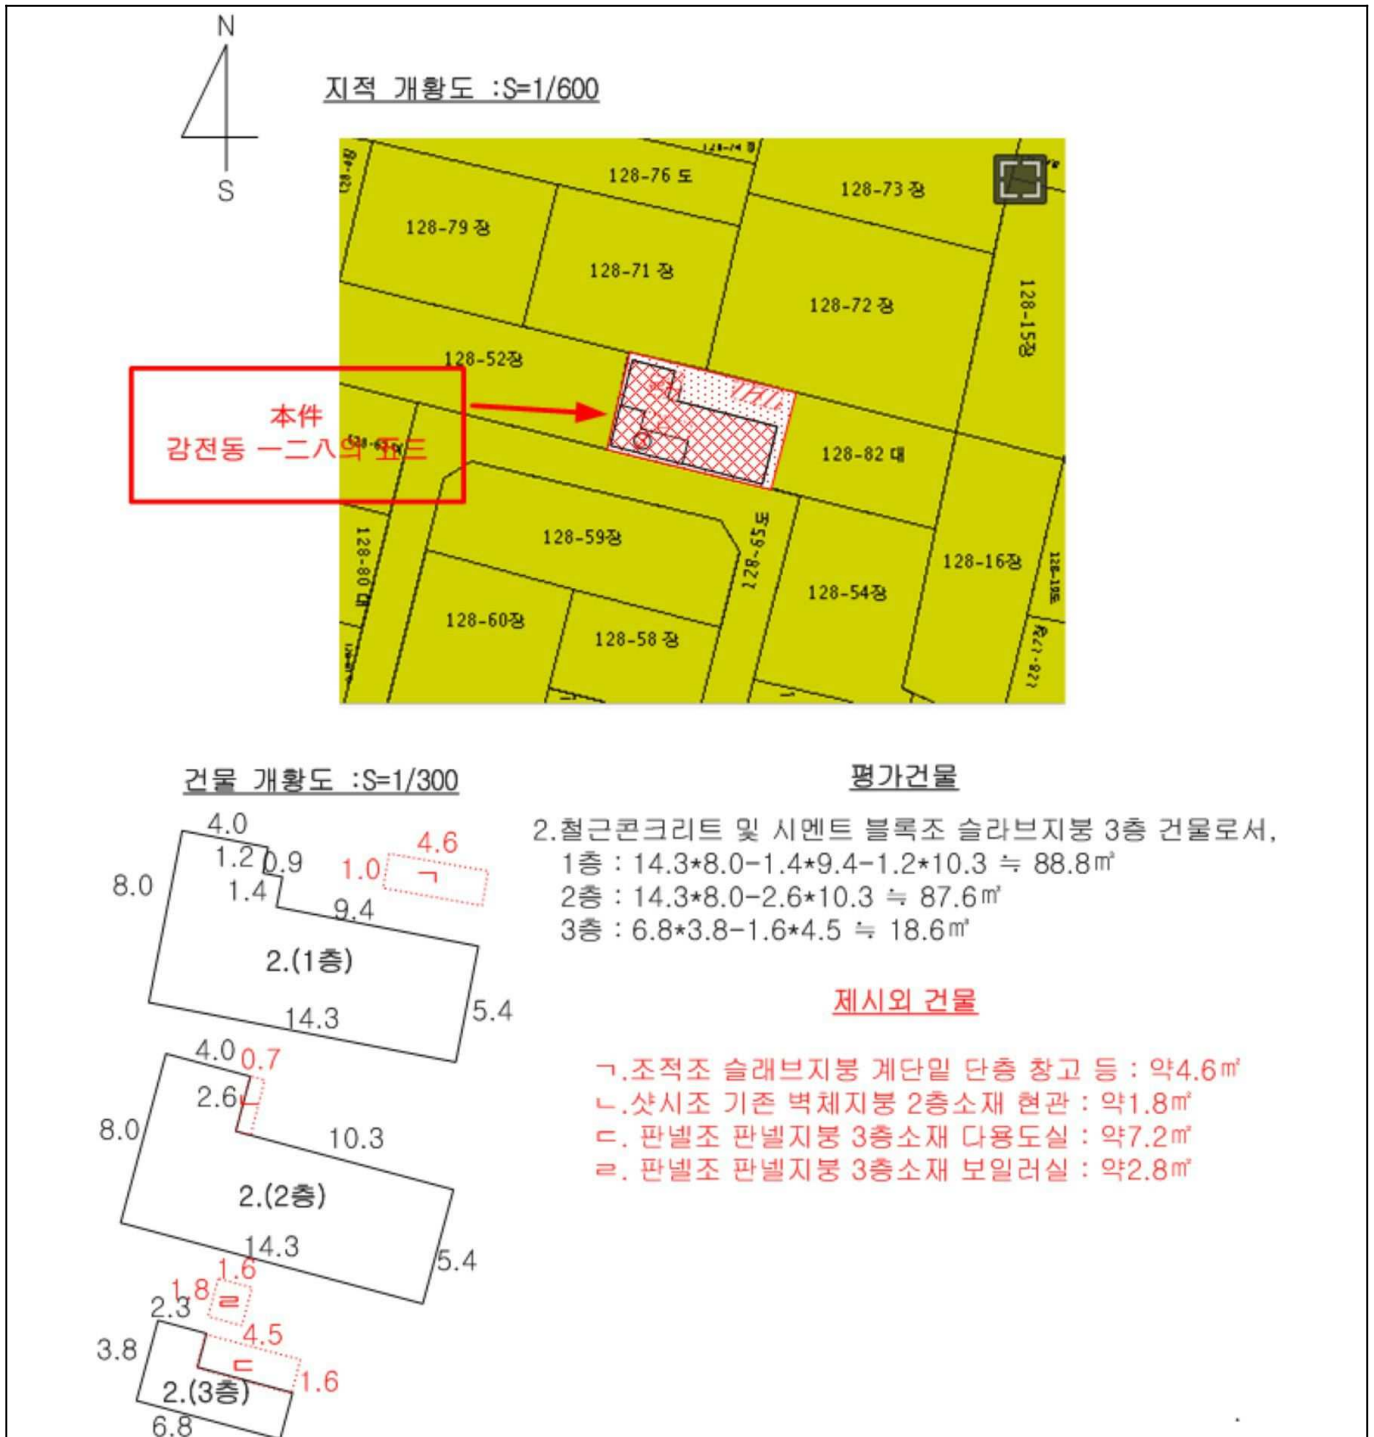 N
S
지적 개황도 :S=1/600
128-76 도
128-73 장
128-79 장
128-71 장
128-72 장
128-15장
128-52장
本件
감전동 一二八의
128-82 대
128-59장
128-65도
128-80 대
128-54장
128-16장
128-19도
128-60장
128-58 장
건물 개황도 :S=1/300
4.0
1.2
0.9
1.4
8.0
9.4
2.(1층)
14.3
5.4
4.6
1.0
ㄱ
4.0
0.7
2.6
ㄴ
8.0
10.3
2.(2층)
14.3
5.4
1.6
1.8
ㄹ
2.3
4.5
3.8
ㄷ
1.6
2.(3층)
6.8
평가건물
2.철근콘크리트 및 시멘트 블록조 슬라브지붕 3층 건물로서,
1층 : 14.3*8.0-1.4*9.4-1.2*10.3 ≒ 88.8㎡
2층 : 14.3*8.0-2.6*10.3 ≒ 87.6㎡
3층 : 6.8*3.8-1.6*4.5 ≒ 18.6㎡
제시외 건물
ㄱ.조적조 슬래브지붕 계단밑 단층 창고 등 : 약4.6㎡
ㄴ.샷시조 기존 벽체지붕 2층소재 현관 : 약1.8㎡
ㄷ. 판넬조 판넬지붕 3층소재 다용도실 : 약7.2㎡
ㄹ. 판넬조 판넬지붕 3층소재 보일러실 : 약2.8㎡